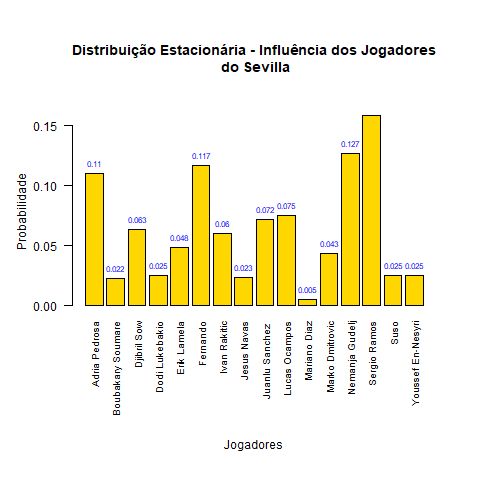 Distribuição Estacionária - Influência dos Jogadores
do Sevilla
Probabilidade
0.15
0.10
0.05
0.00
0.11
0.022
0.063
0.025
0.048
0.117
0.06
0.023
0.072
0.075
0.005
0.043
0.127
0.025
0.025
Adria Pedrosa
Boubakary Soumare
Djibril Sow
Dodi Lukebakio
Erik Lamela
Fernando
Ivan Rakitic
Jesus Navas
Juanlu Sanchez
Lucas Ocampos
Mariano Diaz
Marko Dmitrovic
Nemanja Gudelj
Sergio Ramos
Suso
Youssef En-Nesyri
Jogadores